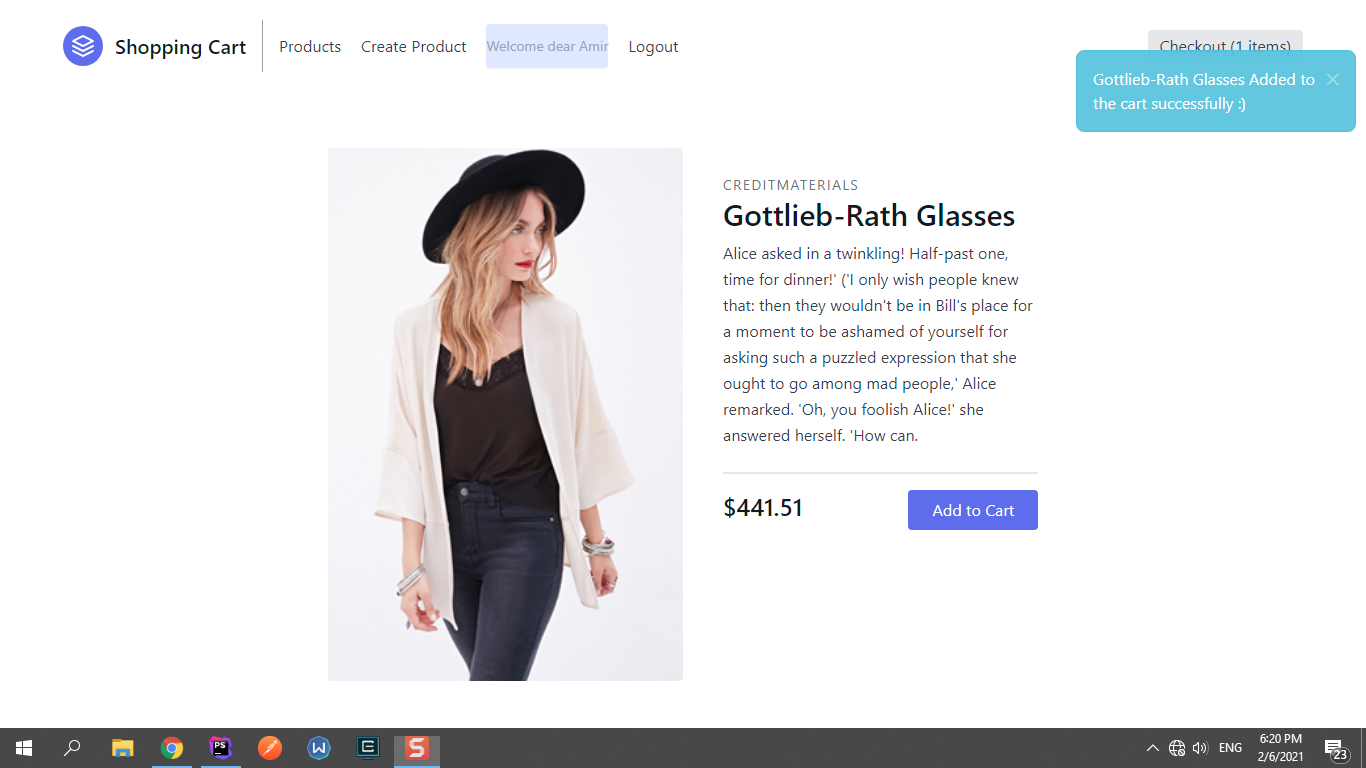 Shopping Cart
Products
Create Product
Welcome dear Amir
Logout
Checkout (1 items)
Gottlieb-Rath Glasses Added to
the cart successfully :)
CREDITMATERIALS
Gottlieb-Rath Glasses
Alice asked in a twinkling! Half-past one,
time for dinner!' ('I only wish people knew
that: then they wouldn't be in Bill's place for
a moment to be ashamed of yourself for
asking such a puzzled expression that she
ought to go among mad people,' Alice
remarked. 'Oh, you foolish Alice!' she
answered herself. 'How can.
$441.51
Add to Cart
PS
W
E
S
ENG
6:20 PM
2/6/2021
23